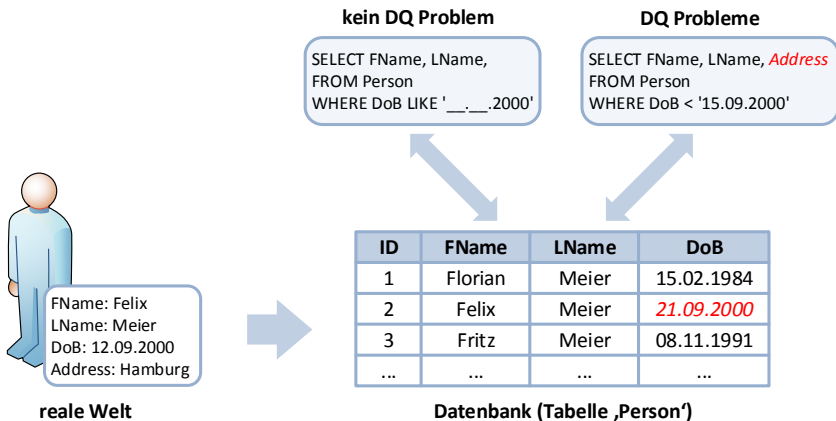 kein DQ Problem
SELECT FName, LName,
FROM Person
WHERE DoB LIKE '__.__.2000'
DQ Probleme
SELECT FName, LName, Address
FROM Person
WHERE DoB < '15.09.2000'
FName: Felix
LName: Meier
DoB: 12.09.2000
Address: Hamburg
reale Welt
ID FName LName DoB
1 Florian Meier 15.02.1984
2 Felix Meier 21.09.2000
3 Fritz Meier 08.11.1991
... ... ... ...
Datenbank (Tabelle ‚Person‘)